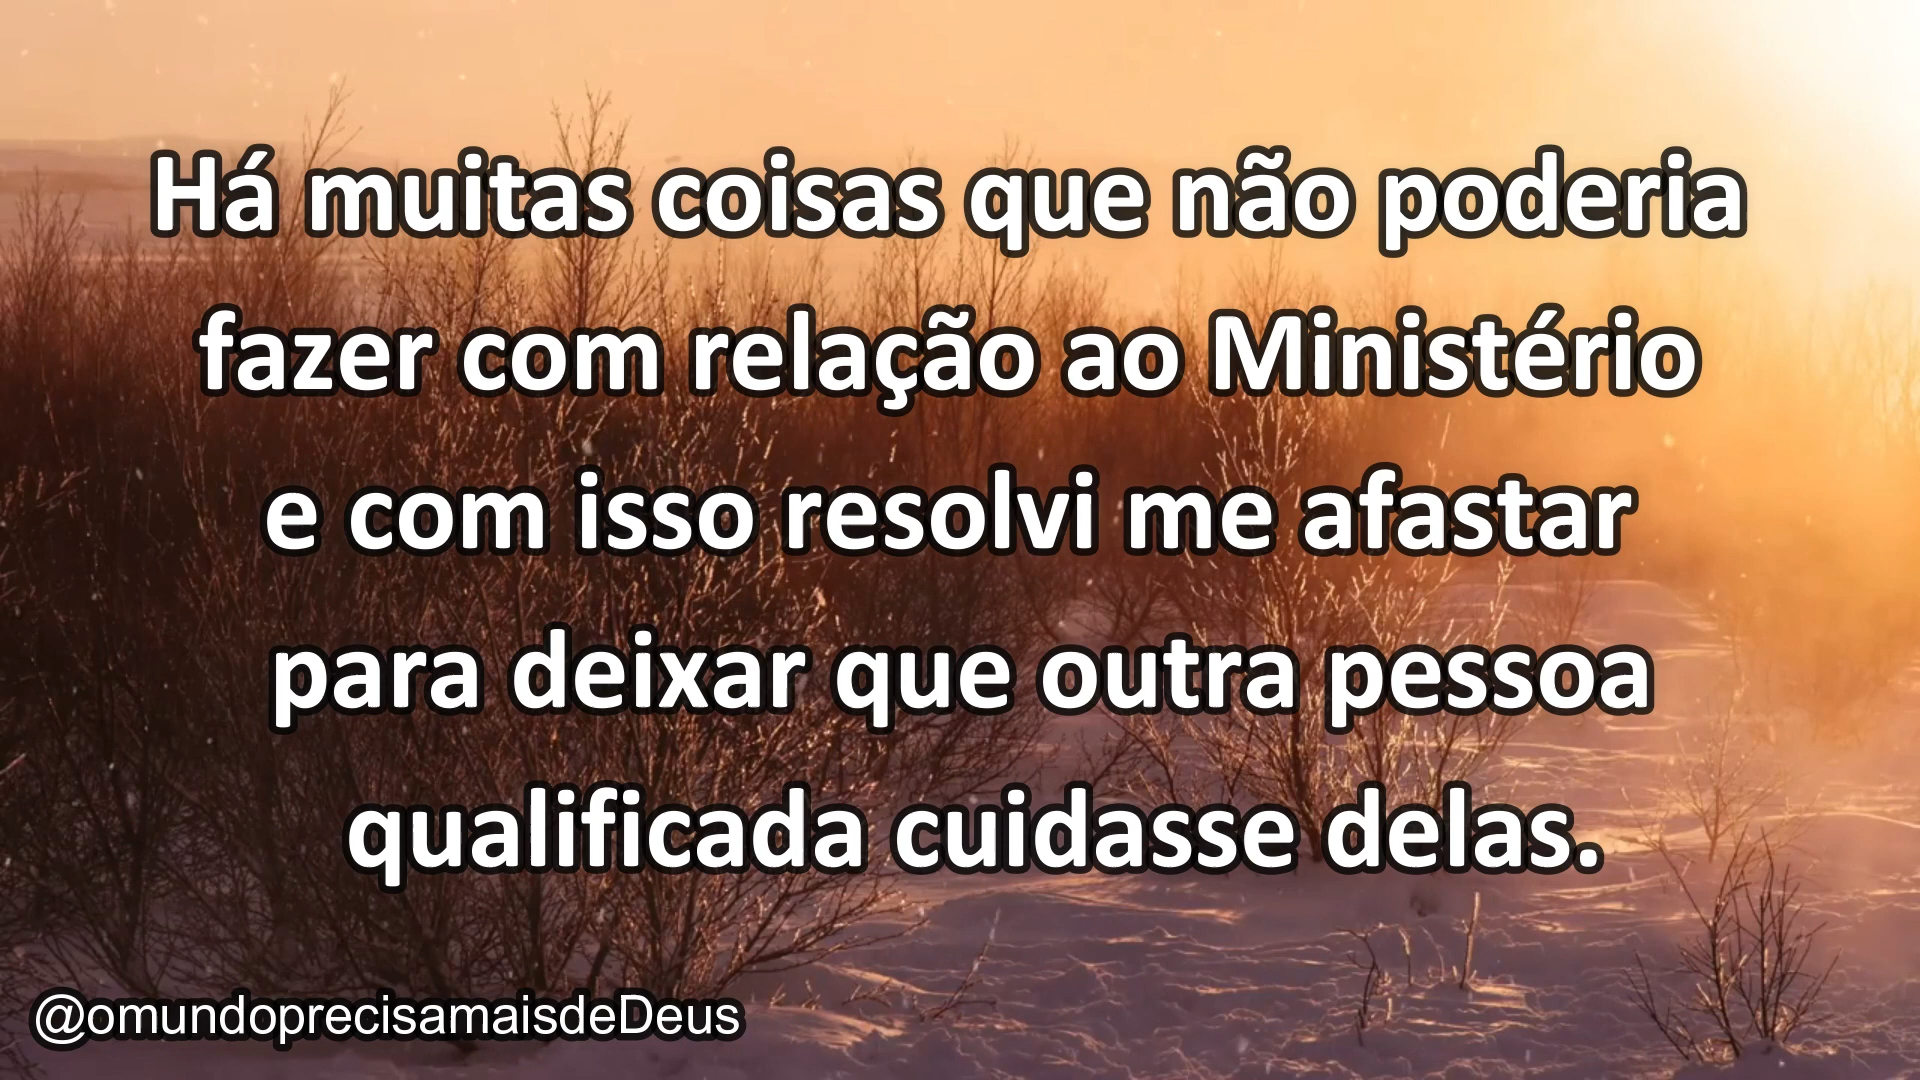 Há muitas coisas que não poderia
fazer com relação ao Ministério
e com isso resolvi me afastar
para deixar que outra pessoa
qualificada cuidasse delas.
@omundoprecisamaisdeDeus